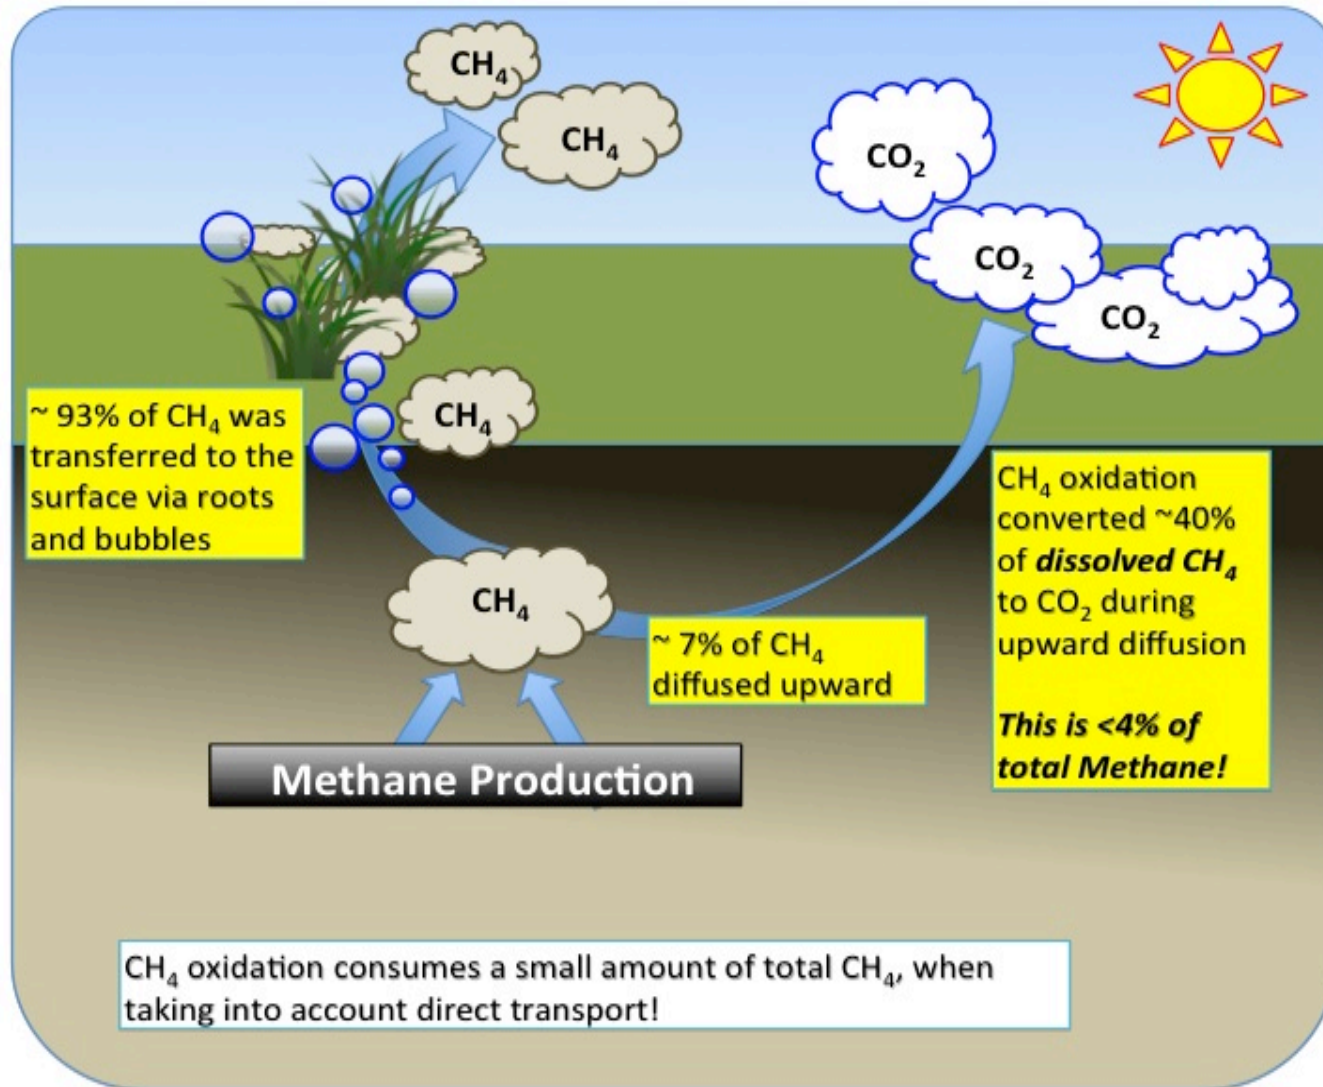 CH₄
CH₄
CO₂
CO₂
CO₂
CH₄
~ 93% of CH₄ was
transferred to the
surface via roots
and bubbles
CH₄ oxidation
converted ~40%
of dissolved CH₄
to CO₂ during
upward diffusion
This is <4% of
total Methane!
CH₄
~ 7% of CH₄
diffused upward
Methane Production
CH₄ oxidation consumes a small amount of total CH₄, when
taking into account direct transport!